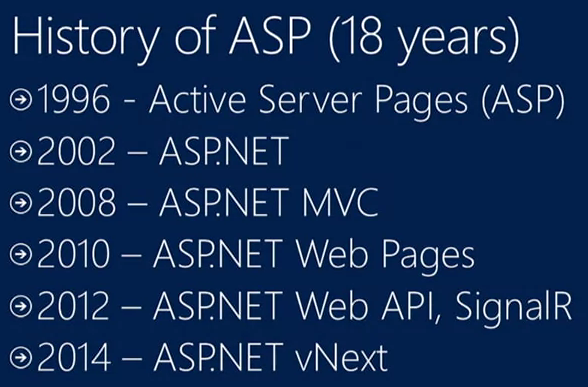 History of ASP (18 years)
1996 - Active Server Pages (ASP)
2002 – ASP.NET
2008 – ASP.NET MVC
2010 – ASP.NET Web Pages
2012 – ASP.NET Web API, SignalR
2014 – ASP.NET vNext